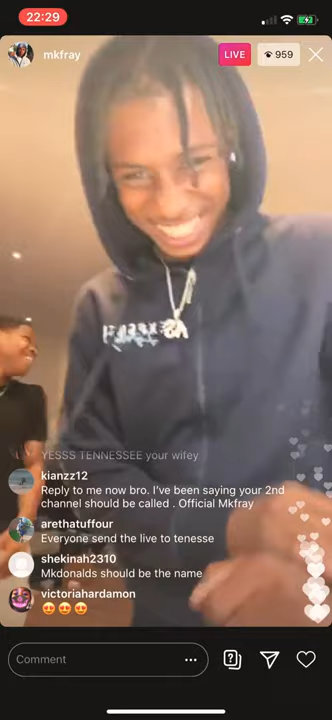 22:29
mkfray
LIVE
959
YESSS TENNESSEE your wifey
kianzz12
Reply to me now bro. I've been saying your 2nd
channel should be called . Official Mkfray
arethatuffour
Everyone send the live to tenesse
shekinah2310
Mkdonalds should be the name
victoriahardamon
😍😍😍
Comment